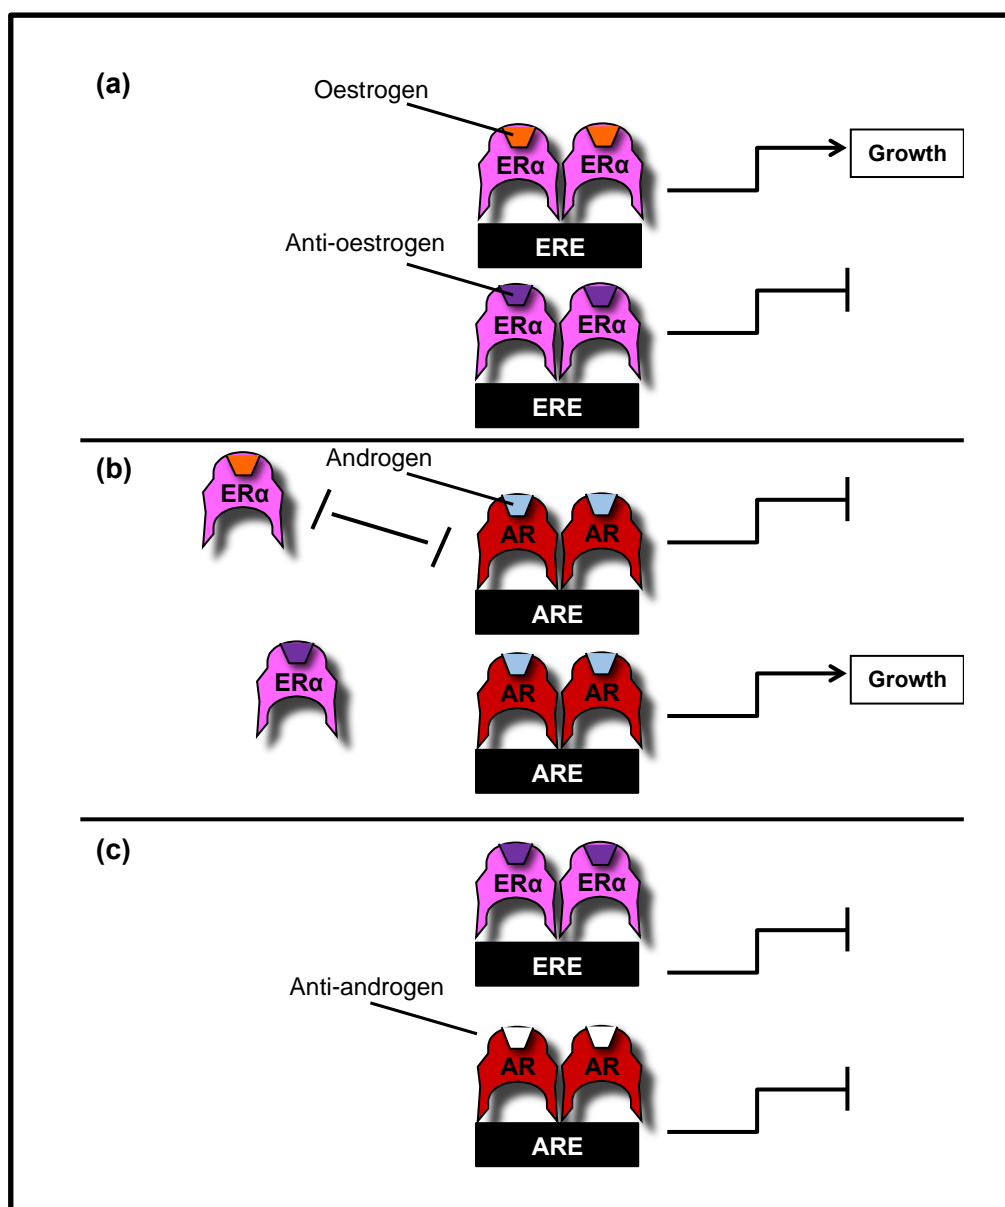 (a)
Oestrogen
ERα ERα
Growth
ERE
Anti-oestrogen
ERα ERα
ERE
(b)
Androgen
ERα
AR AR
ARE
ERα
AR AR
Growth
ARE
(c)
ERα ERα
ERE
Anti-androgen
AR AR
ARE